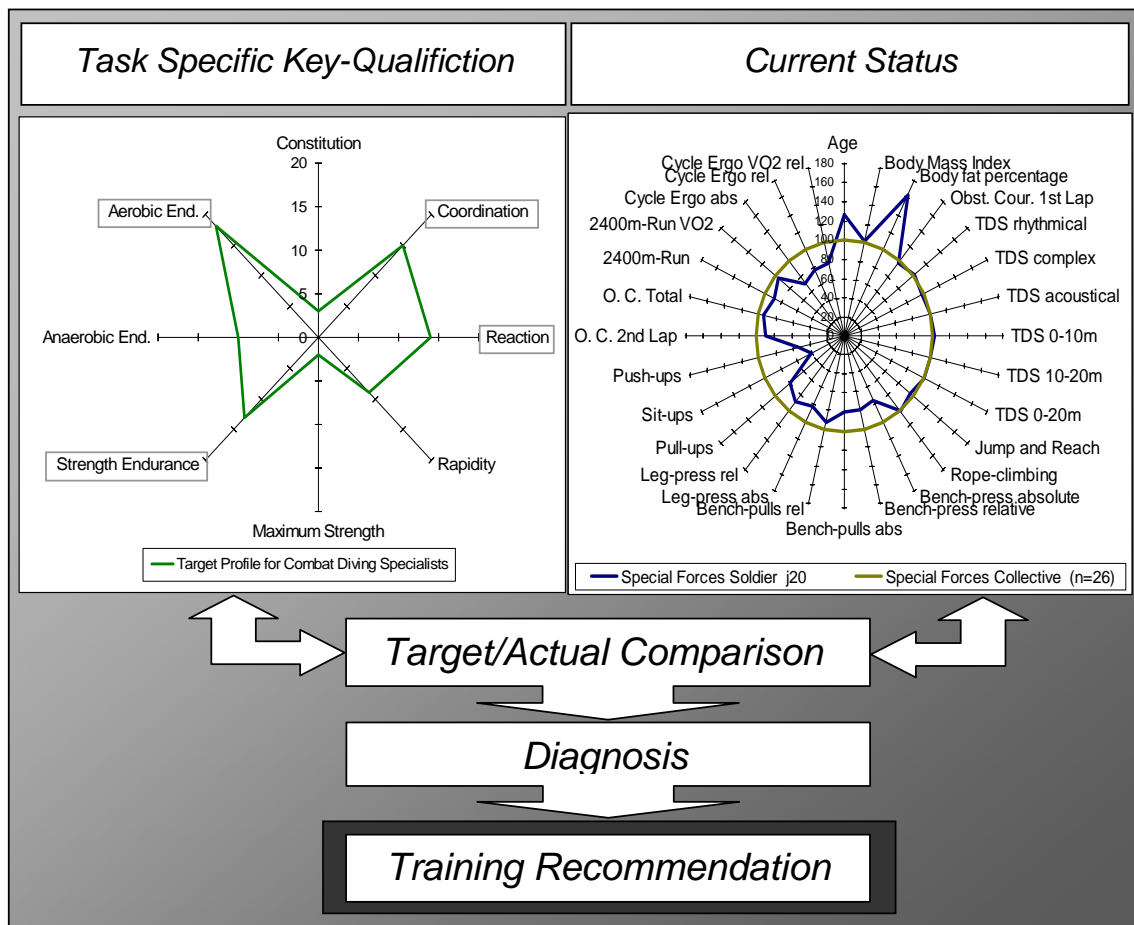 Task Specific Key-Qualifiction
Current Status
Constitution
20
15
10
5
0
Coordination
Reaction
Rapidity
Maximum Strength
Strength Endurance
Anaerobic End.
Aerobic End.
Target Profile for Combat Diving Specialists
Age
180
160
140
120
100
80
60
40
20
Body Mass Index
Body fat percentage
Obst. Cour. 1st Lap
TDS rhythmical
TDS complex
TDS acoustical
TDS 0-10m
TDS 10-20m
TDS 0-20m
Jump and Reach
Rope-climbing
Bench-press absolute
Bench-press relative
Bench-pulls abs
Bench-pulls rel
Leg-press abs
Leg-press rel
Pull-ups
Sit-ups
Push-ups
O. C. 2nd Lap
O. C. Total
2400m-Run
2400m-Run VO2
Cycle Ergo abs
Cycle Ergo rel
Cycle Ergo VO2 rel
Special Forces Soldier j20
Special Forces Collective (n=26)
Target/Actual Comparison
Diagnosis
Training Recommendation